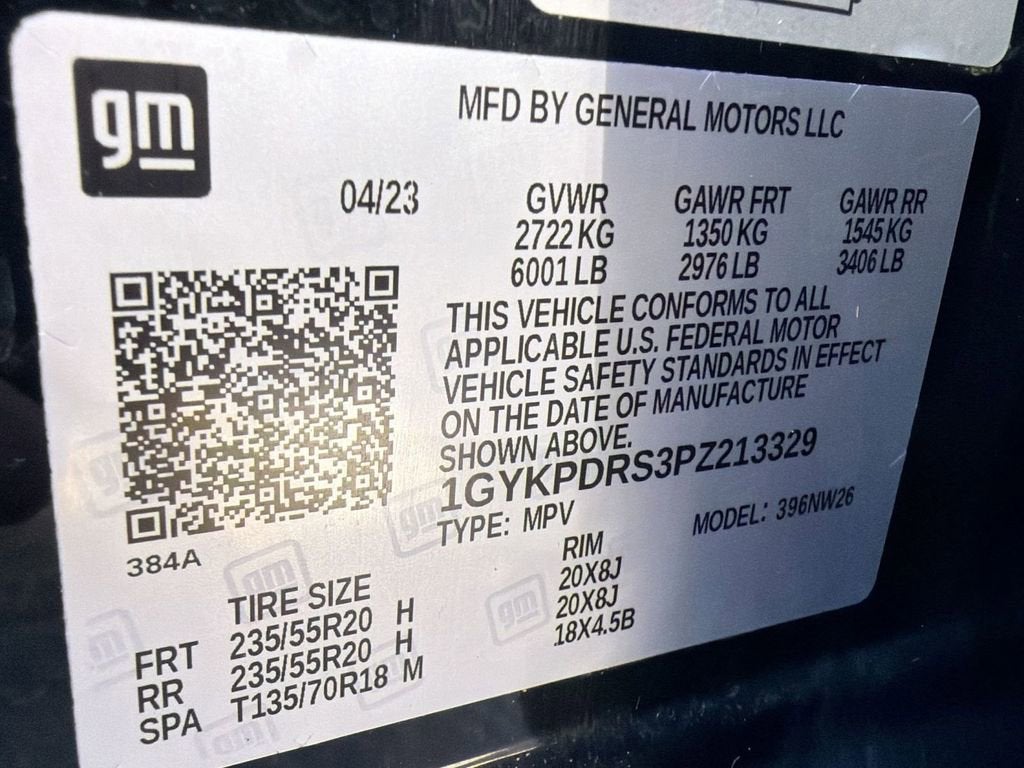 gm
MFD BY GENERAL MOTORS LLC
04/23
GVWR GAWR FRT GAWR RR
2722 KG 1350 KG 1545 KG
6001 LB 2976 LB 3406 LB
THIS VEHICLE CONFORMS TO ALL
APPLICABLE U.S. FEDERAL MOTOR
VEHICLE SAFETY STANDARDS IN EFFECT
ON THE DATE OF MANUFACTURE
SHOWN ABOVE.
1GYKPDRS3PZ213329
TYPE: MPV MODEL: 396NW26
384A
TIRE SIZE RIM
FRT 235/55R20 H 20X8J
RR 235/55R20 H 20X8J
SPA T135/70R18 M 18X4.5B